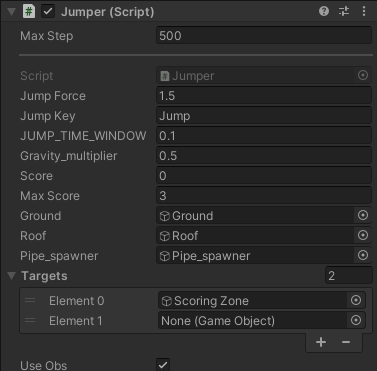 Jumper (Script)
Max Step 500
Script Jumper
Jump Force 1.5
Jump Key Jump
JUMP_TIME_WINDOW 0.1
Gravity_multiplier 0.5
Score 0
Max Score 3
Ground Ground
Roof Roof
Pipe_spawner Pipe_spawner
Targets 2
Element 0 Scoring Zone
Element 1 None (Game Object)
+ −
Use Obs